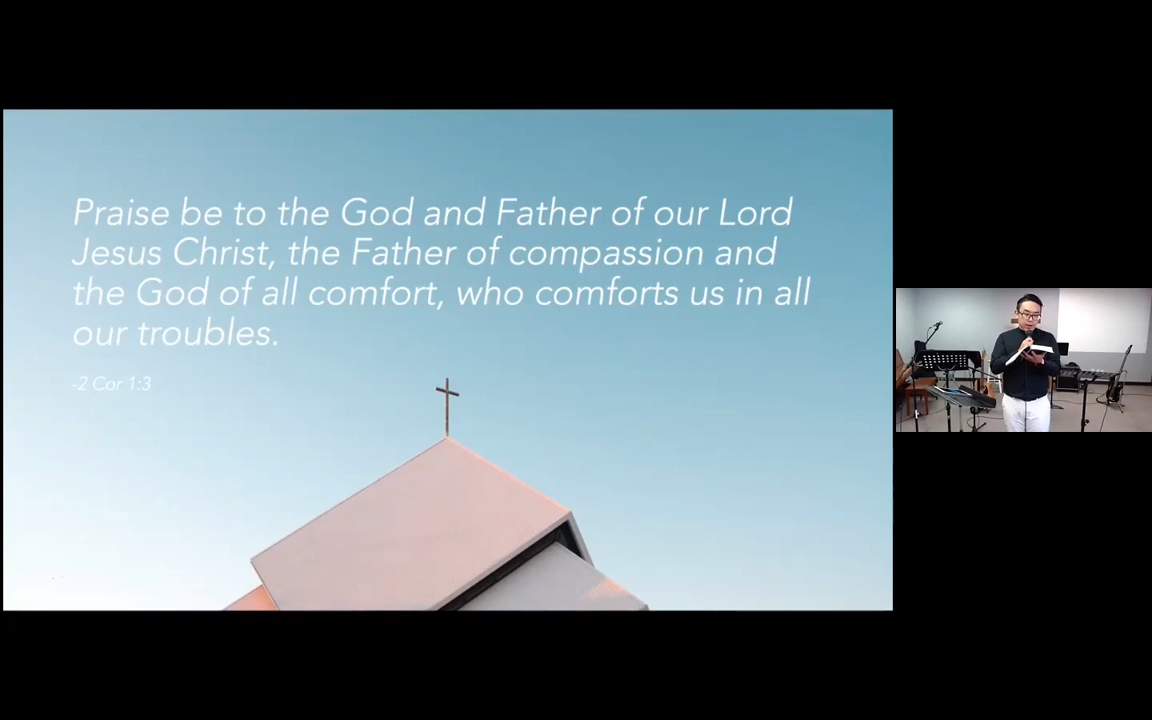 Praise be to the God and Father of our Lord
Jesus Christ, the Father of compassion and
the God of all comfort, who comforts us in all
our troubles.
-2 Cor 1:3